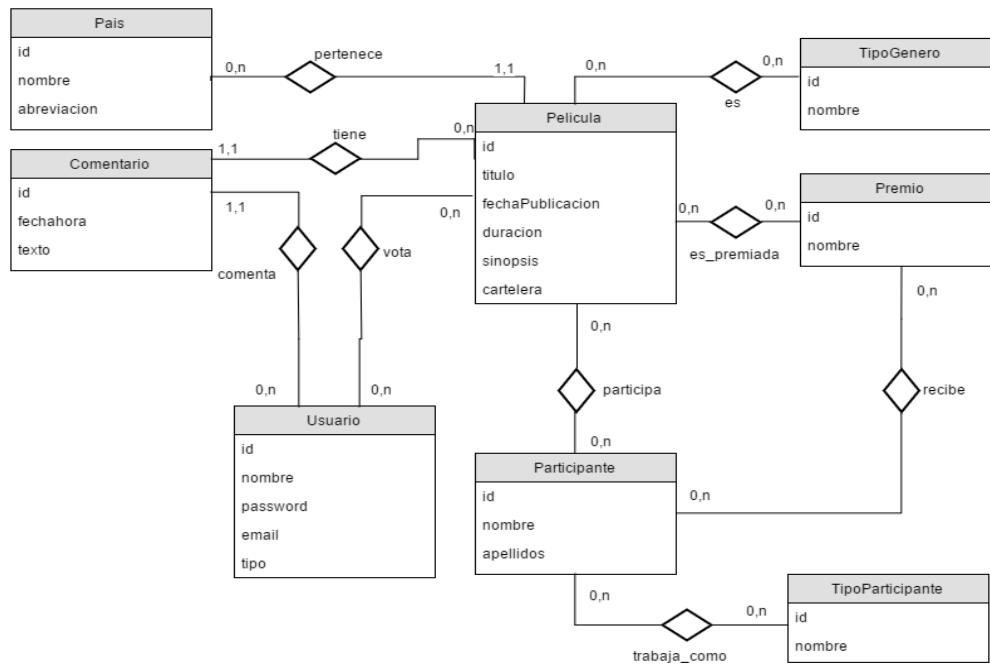 Pais
id
nombre
abreviacion
0,n
pertenece
1,1
0,n
0,n
es
TipoGenero
id
nombre
Comentario
id
fechahora
texto
1,1
tiene
0,n
1,1
comenta
0,n
vota
0,n
0,n
Pelicula
id
titulo
fechaPublicacion
duracion
sinopsis
cartelera
0,n
0,n
es_premiada
Premio
id
nombre
0,n
recibe
0,n
0,n
participa
0,n
Usuario
id
nombre
password
email
tipo
Participante
id
nombre
apellidos
0,n
0,n
trabaja_como
TipoParticipante
id
nombre